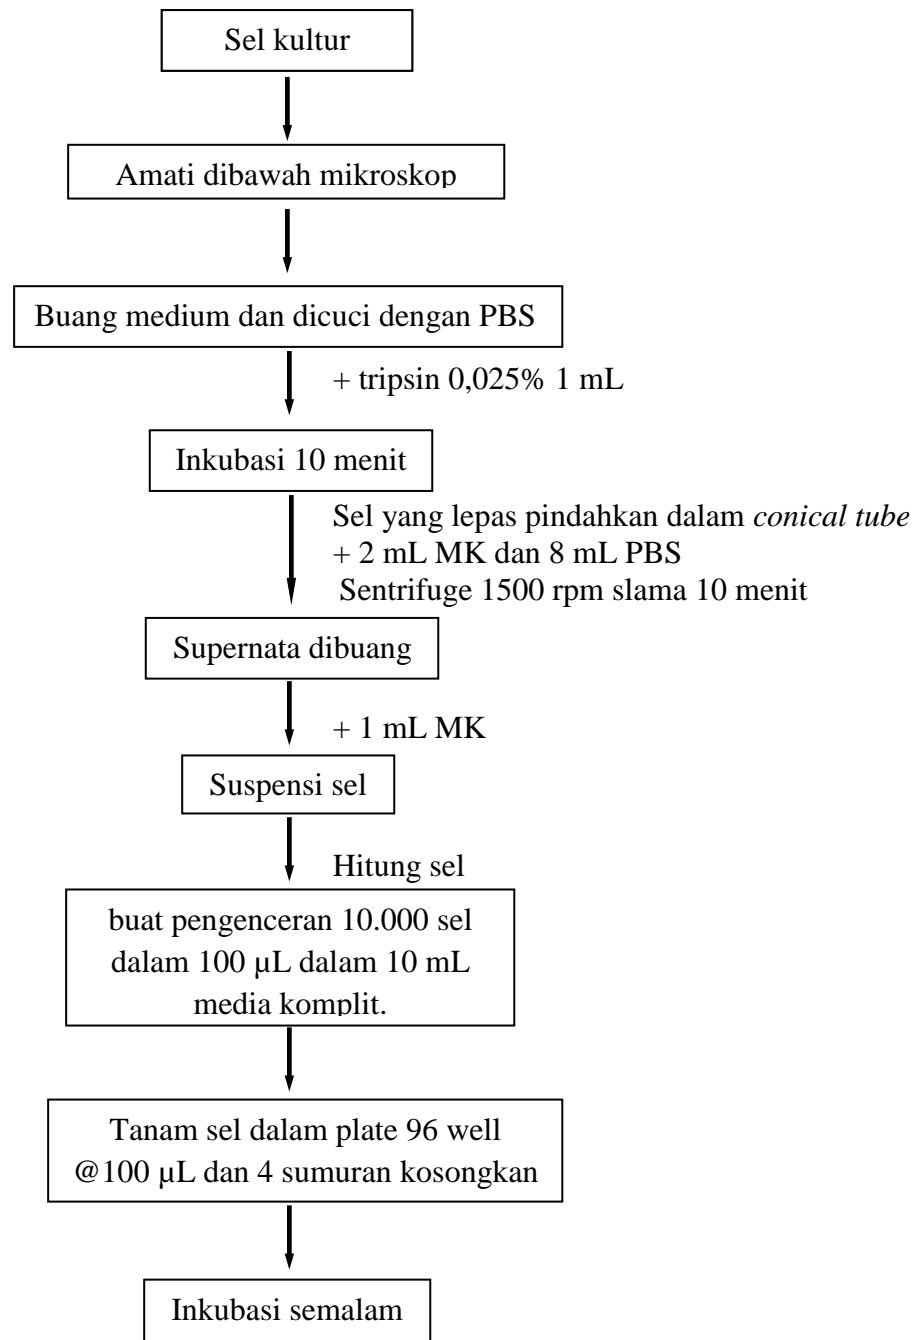 Sel kultur
Amati dibawah mikroskop
Buang medium dan dicuci dengan PBS
+ tripsin 0,025% 1 mL
Inkubasi 10 menit
Sel yang lepas pindahkan dalam conical tube
+ 2 mL MK dan 8 mL PBS
Sentrifuge 1500 rpm slama 10 menit
Supernata dibuang
+ 1 mL MK
Suspensi sel
Hitung sel
buat pengenceran 10.000 sel
dalam 100 µL dalam 10 mL
media komplit.
Tanam sel dalam plate 96 well
@100 µL dan 4 sumuran kosongkan
Inkubasi semalam